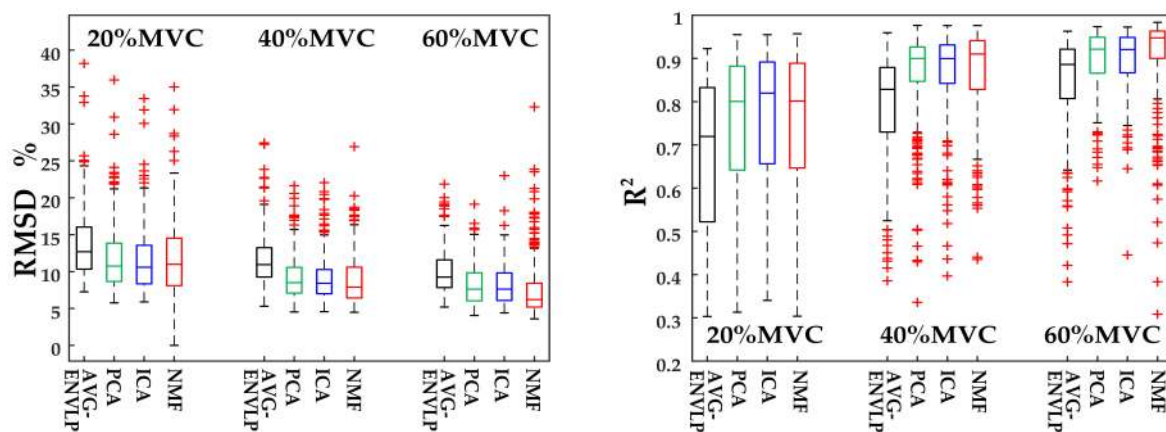 20%MVC 40%MVC 60%MVC
RMSD %
40
35
30
25
20
15
10
5
0
AVG-ENVLP
PCA
ICA
NMF
AVG-ENVLP
PCA
ICA
NMF
AVG-ENVLP
PCA
ICA
NMF
R²
1
0.9
0.8
0.7
0.6
0.5
0.4
0.3
0.2
20%MVC 40%MVC 60%MVC
AVG-ENVLP
PCA
ICA
NMF
AVG-ENVLP
PCA
ICA
NMF
AVG-ENVLP
PCA
ICA
NMF